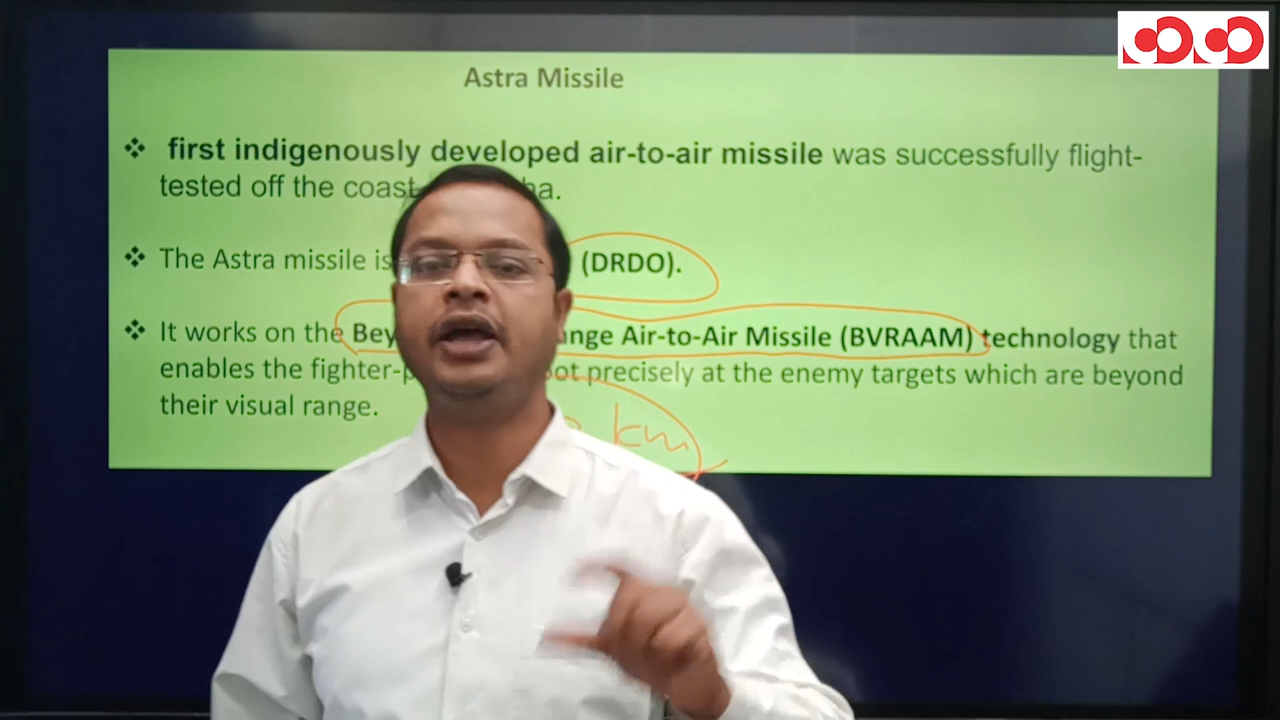 Astra Missile
❖ first indigenously developed air-to-air missile was successfully flight-
tested off the coast
The Astra missile is (DRDO).
❖ It works on the Range Air-to-Air Missile (BVRAAM) technology that
enables the precisely at the enemy targets which are beyond
their visual range.
km